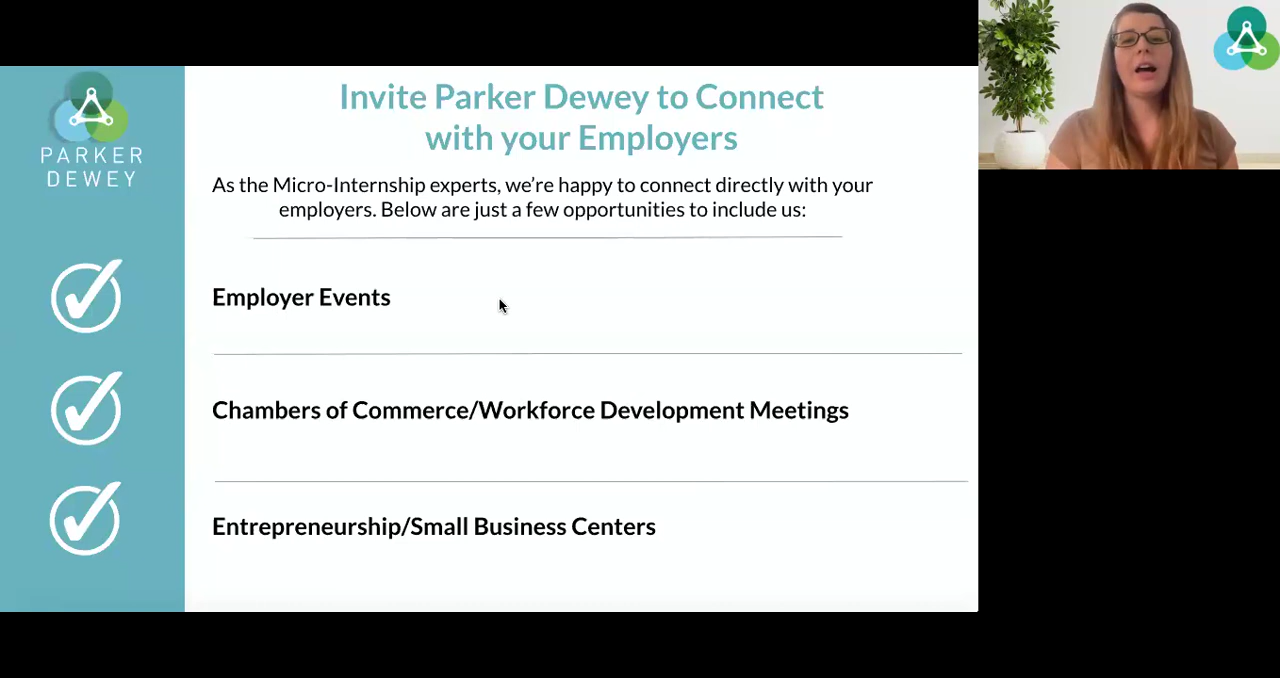 PARKER
DEWEY
Invite Parker Dewey to Connect
with your Employers
As the Micro-Internship experts, we’re happy to connect directly with your
employers. Below are just a few opportunities to include us:
Employer Events
Chambers of Commerce/Workforce Development Meetings
Entrepreneurship/Small Business Centers